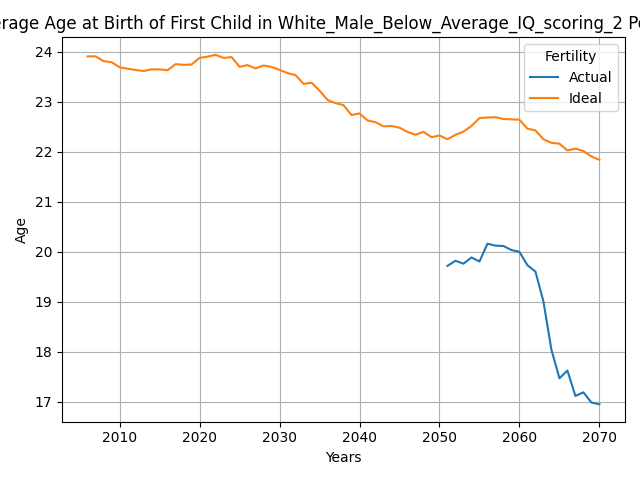 erage Age at Birth of First Child in White_Male_Below_Average_IQ_scoring_2 Po
Fertility
Actual
Ideal
24
23
22
21
20
19
18
17
Age
2010 2020 2030 2040 2050 2060 2070
Years